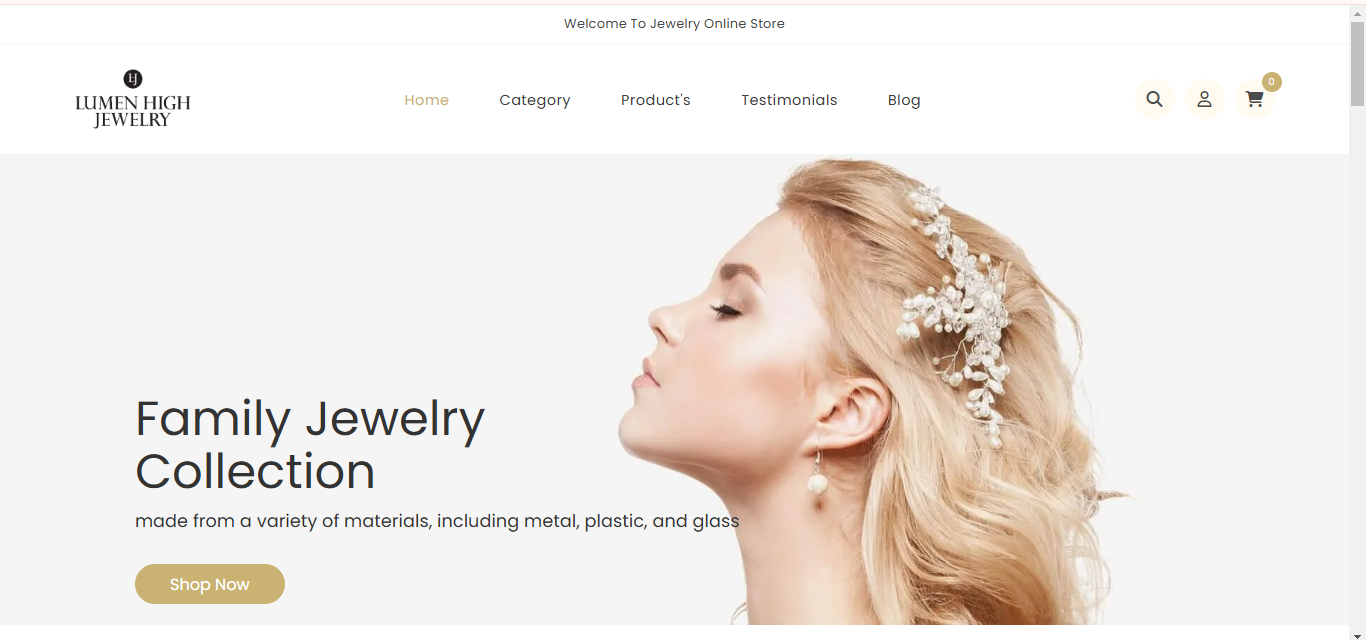 Welcome To Jewelry Online Store
LJ
LUMEN HIGH
JEWELRY
Home Category Product's Testimonials Blog
0
Family Jewelry
Collection
made from a variety of materials, including metal, plastic, and glass
Shop Now